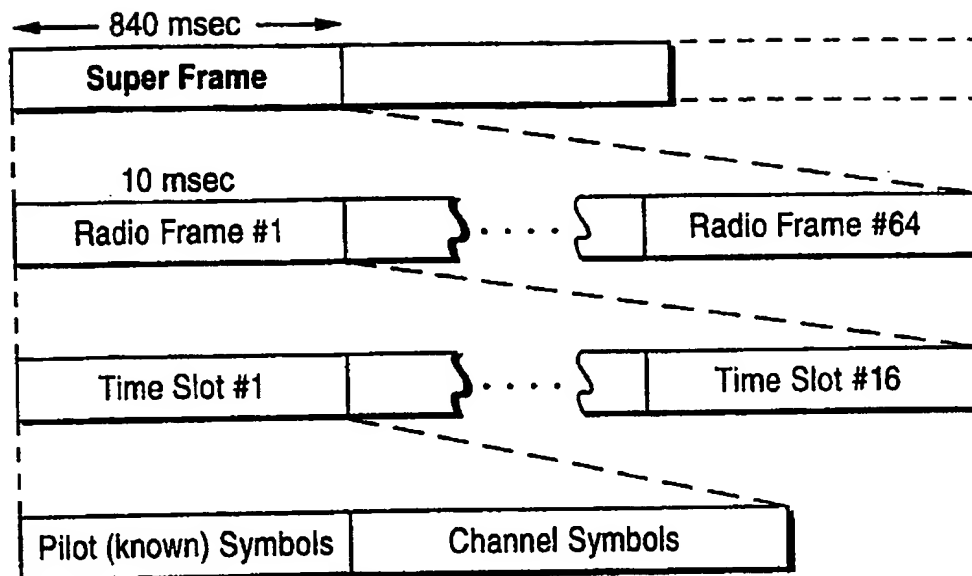 840 msec
Super Frame
10 msec
Radio Frame #1
. . . . .
Radio Frame #64
Time Slot #1
. . . . .
Time Slot #16
Pilot (known) Symbols
Channel Symbols